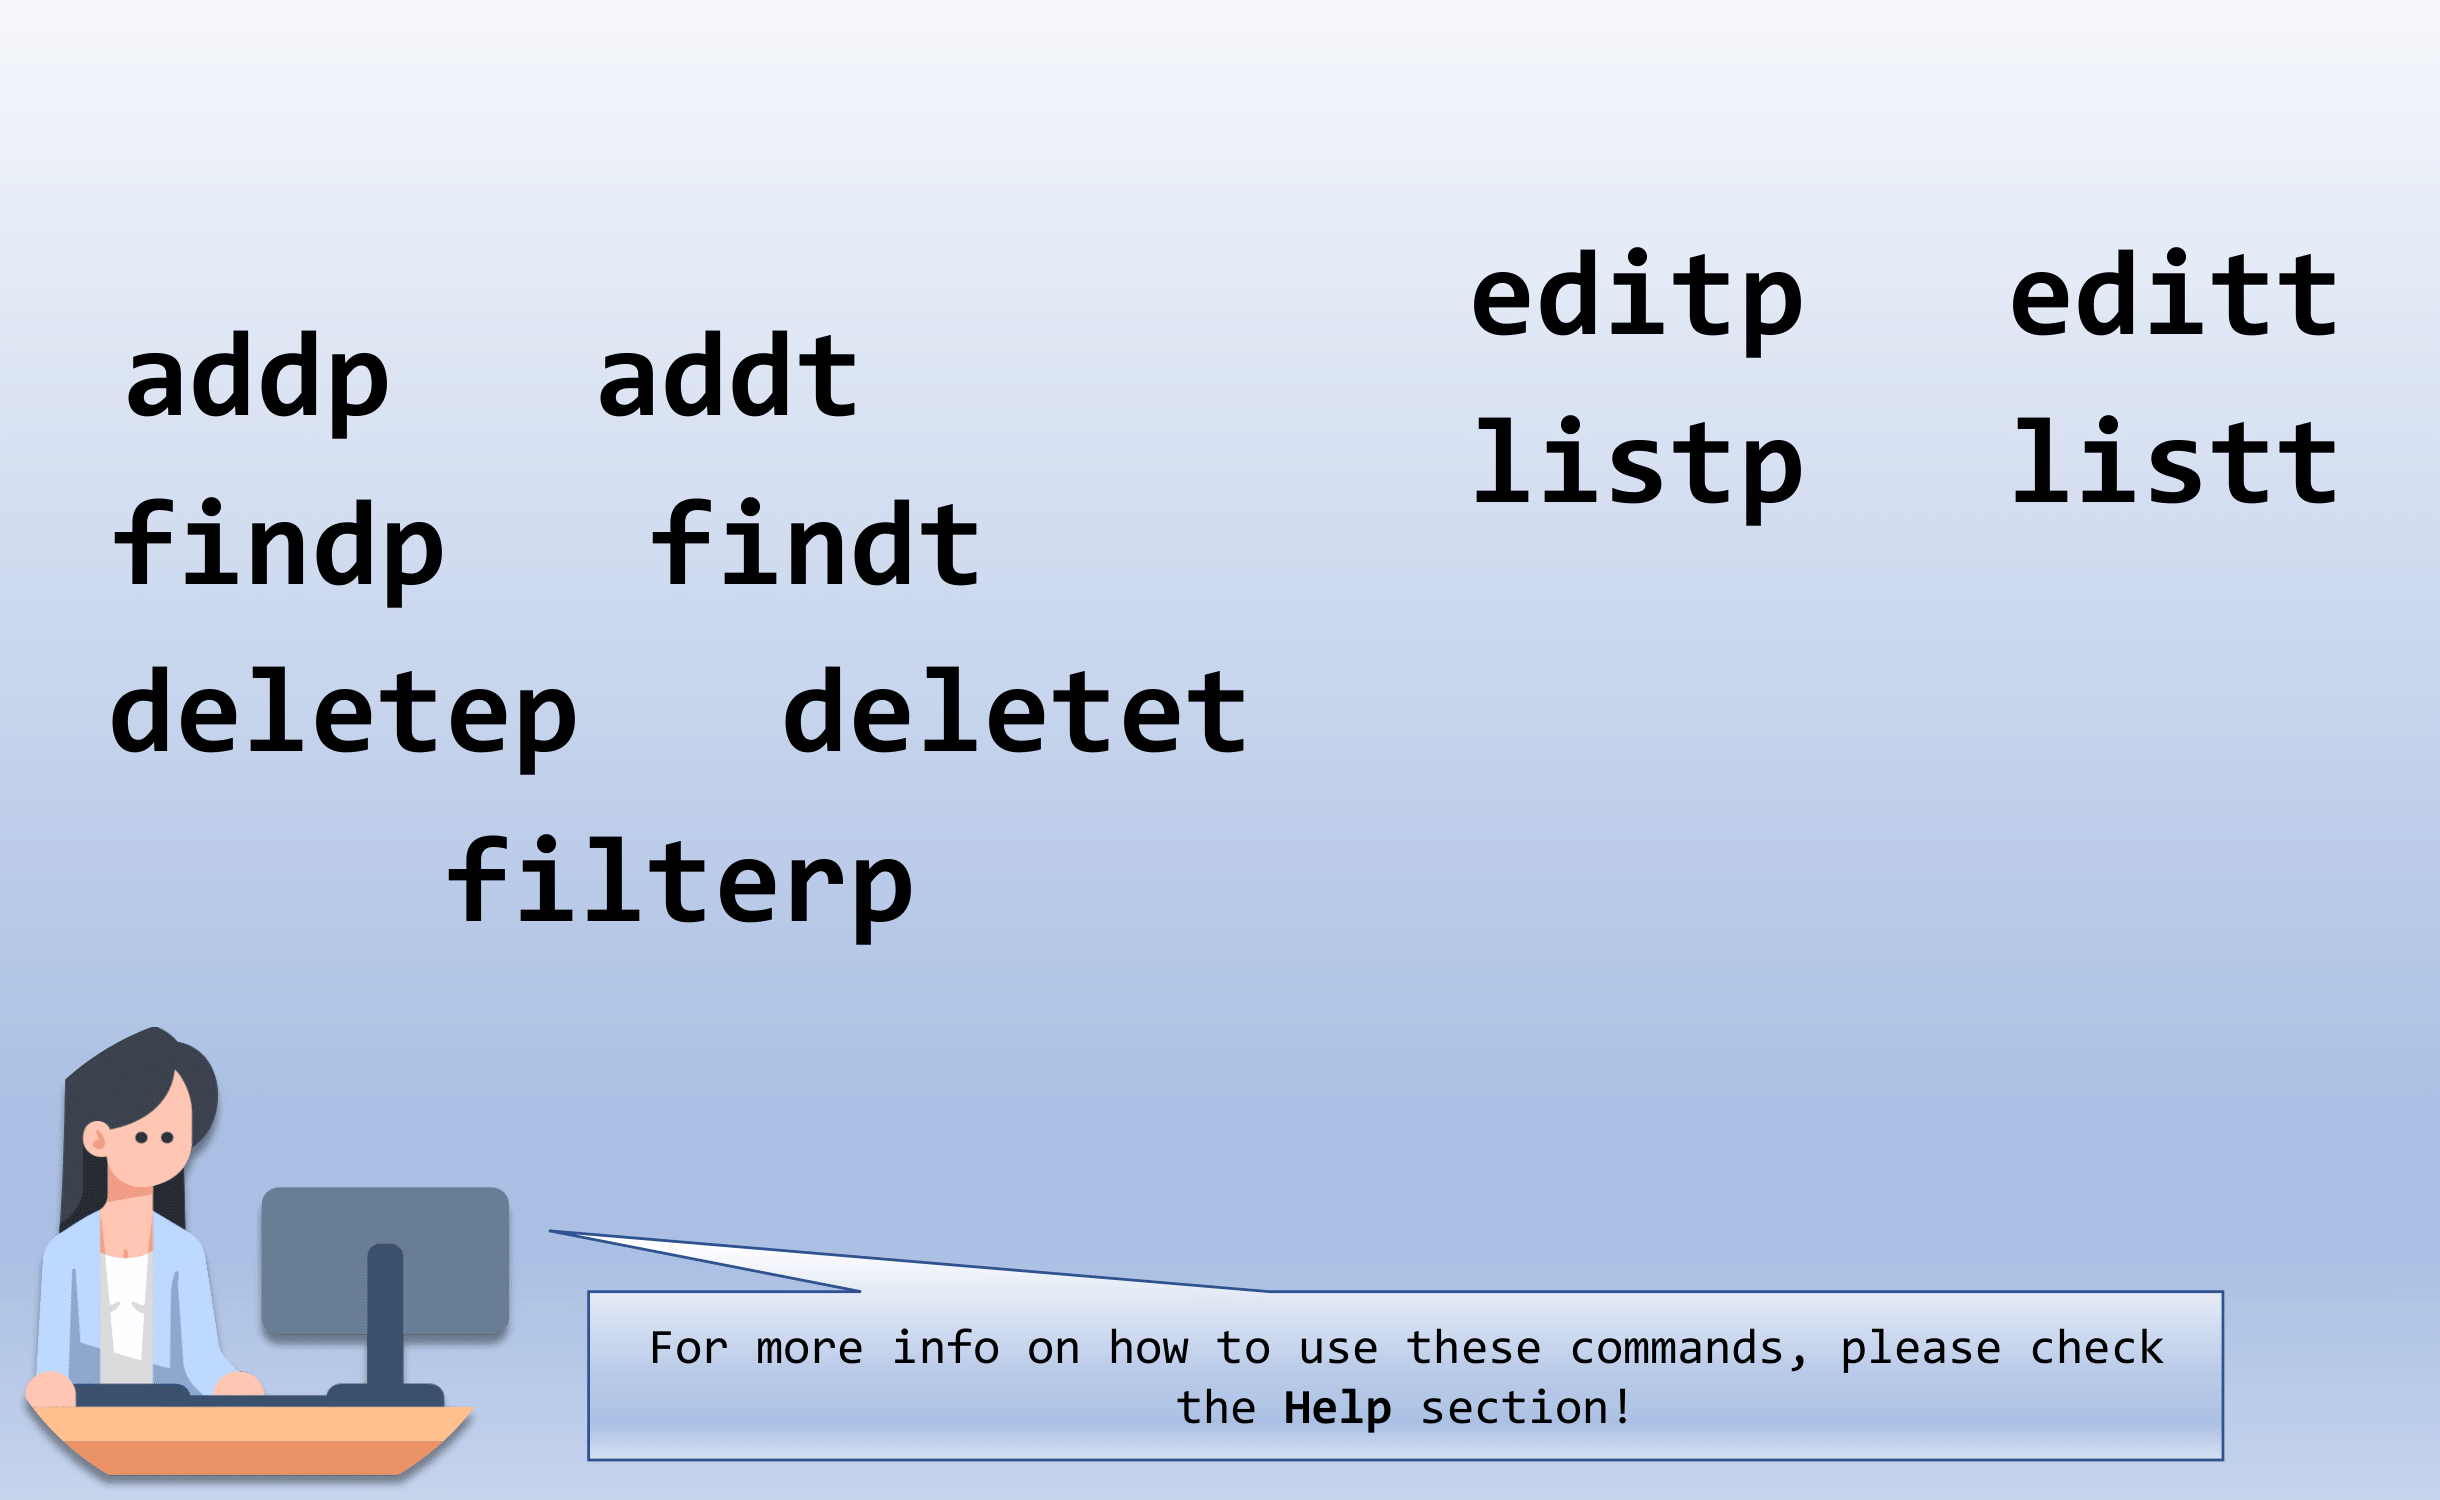 addp addt
findp findt
deletep deletet
filterp
editp editt
listp listt
For more info on how to use these commands, please check
the Help section!